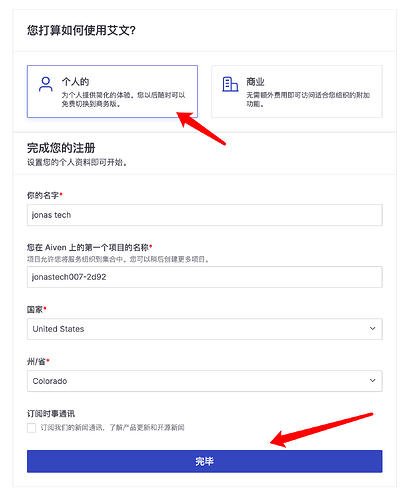 您打算如何使用艾文?
个人的
为个人提供简化的体验。您以后随时可以
免费切换到商务版。
商业
无需额外费用即可访问适合您组织的附加
功能。
完成您的注册
设置您的个人资料即可开始。
你的名字*
jonas tech
您在 Aiven 上的第一个项目的名称*
项目允许您将服务组织到集合中。您可以稍后创建更多项目。
jonastech007-2d92
国家*
United States
州/省*
Colorado
订阅时事通讯
订阅我们的新闻通讯，了解产品更新和开源新闻
完毕